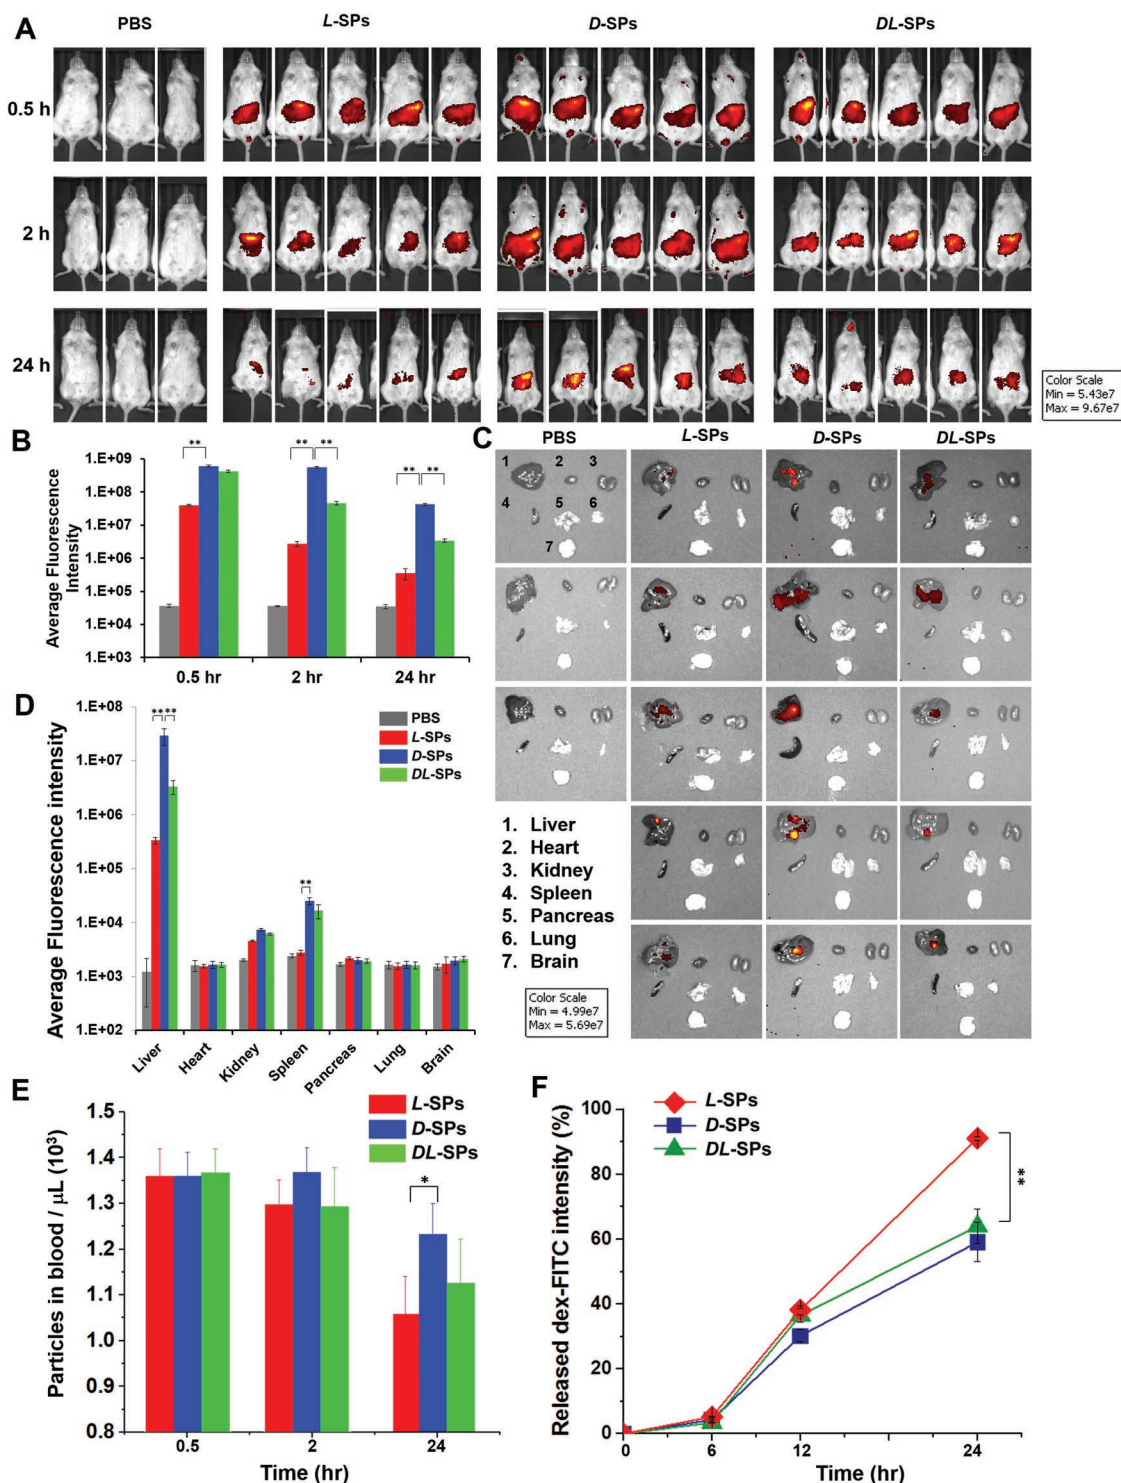 A
PBS
L-SPs
D-SPs
DL-SPs
0.5 h
2 h
24 h
Color Scale
Min = 5.43e7
Max = 9.67e7
B
Average Fluorescence
Intensity
1.E+09
1.E+08
1.E+07
1.E+06
1.E+05
1.E+04
1.E+03
**
** **
** **
0.5 hr
2 hr
24 hr
C
PBS
L-SPs
D-SPs
DL-SPs
1 2 3
4 5 6
7
1. Liver
2. Heart
3. Kidney
4. Spleen
5. Pancreas
6. Lung
7. Brain
Color Scale
Min = 4.99e7
Max = 5.69e7
D
Average Fluorescence intensity
1.E+08
1.E+07
1.E+06
1.E+05
1.E+04
1.E+03
1.E+02
** **
**
PBS
L-SPs
D-SPs
DL-SPs
Liver
Heart
Kidney
Spleen
Pancreas
Lung
Brain
E
Particles in blood / μL (10³)
1.5
1.4
1.3
1.2
1.1
1.0
0.9
0.8
L-SPs
D-SPs
DL-SPs
*
0.5
2
24
Time (hr)
F
Released dex-FITC intensity (%)
100
80
60
40
20
0
L-SPs
D-SPs
DL-SPs
**
0
6
12
24
Time (hr)